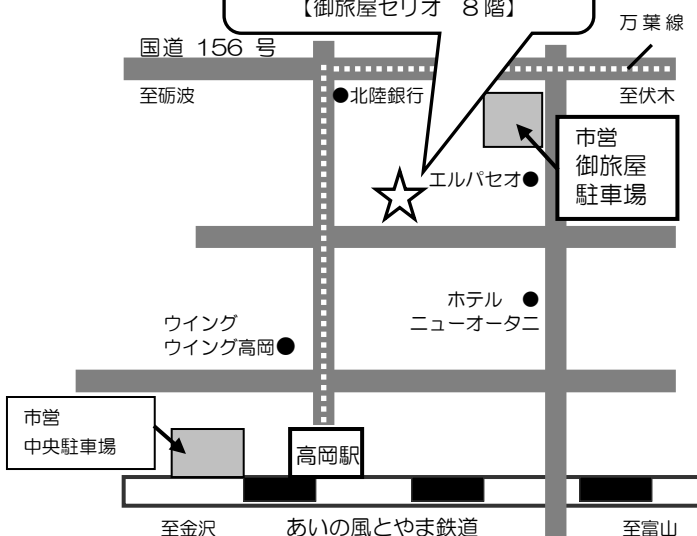 【御旅屋セリオ 8階】
万葉線
国道 156 号
至砺波
●北陸銀行
至伏木
市営
御旅屋
駐車場
エルパセオ●
ホテル ●
ニューオータニ
ウイング
ウイング高岡●
市営
中央駐車場
高岡駅
至金沢
あいの風とやま鉄道
至富山